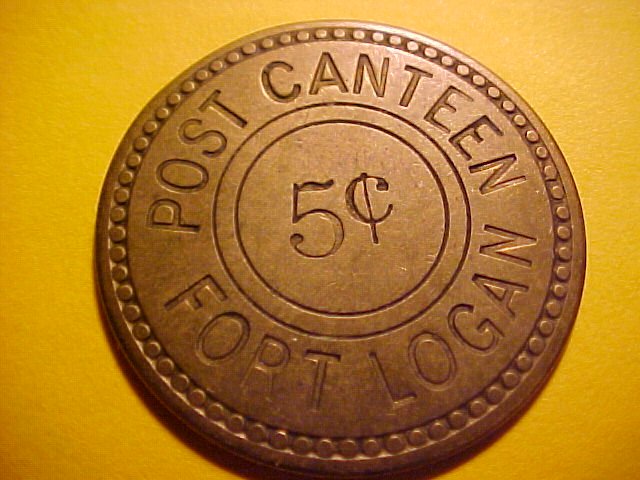 POST CANTEEN
5¢
FORT LOGAN